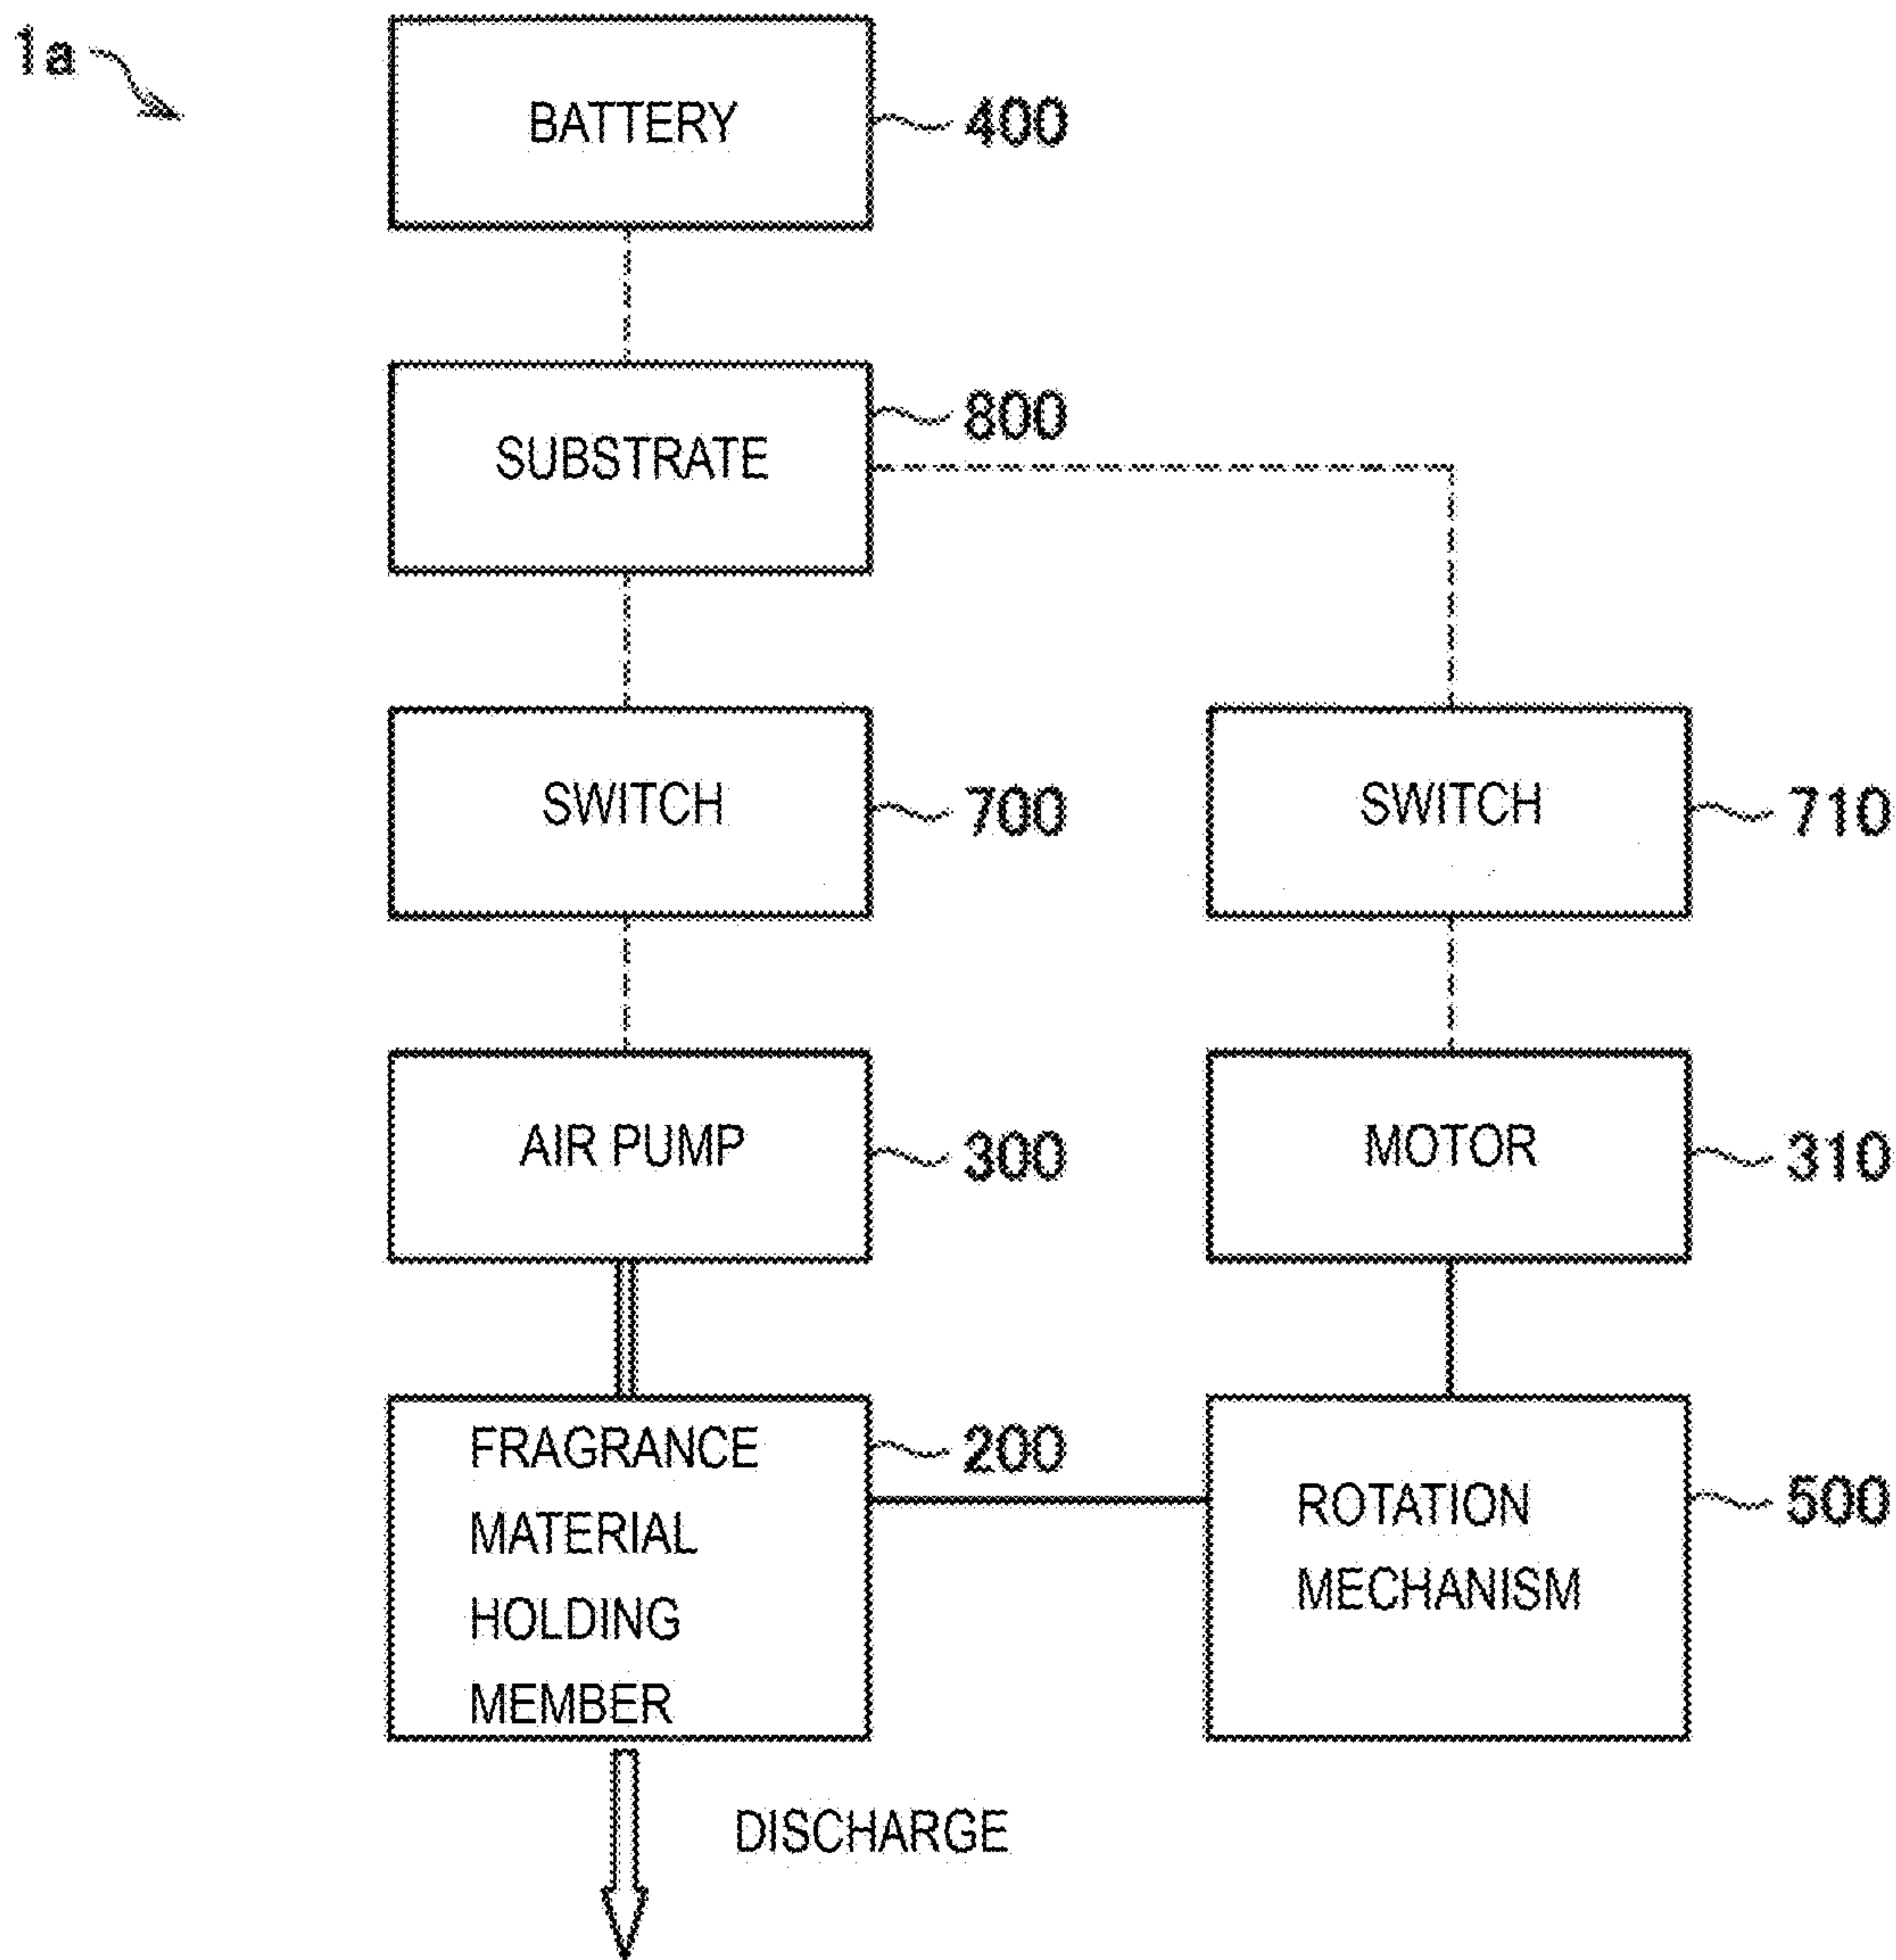 1a
BATTERY
400
SUBSTRATE
800
SWITCH
700
SWITCH
710
AIR PUMP
300
MOTOR
310
FRAGRANCE
MATERIAL
HOLDING
MEMBER
200
ROTATION
MECHANISM
500
DISCHARGE